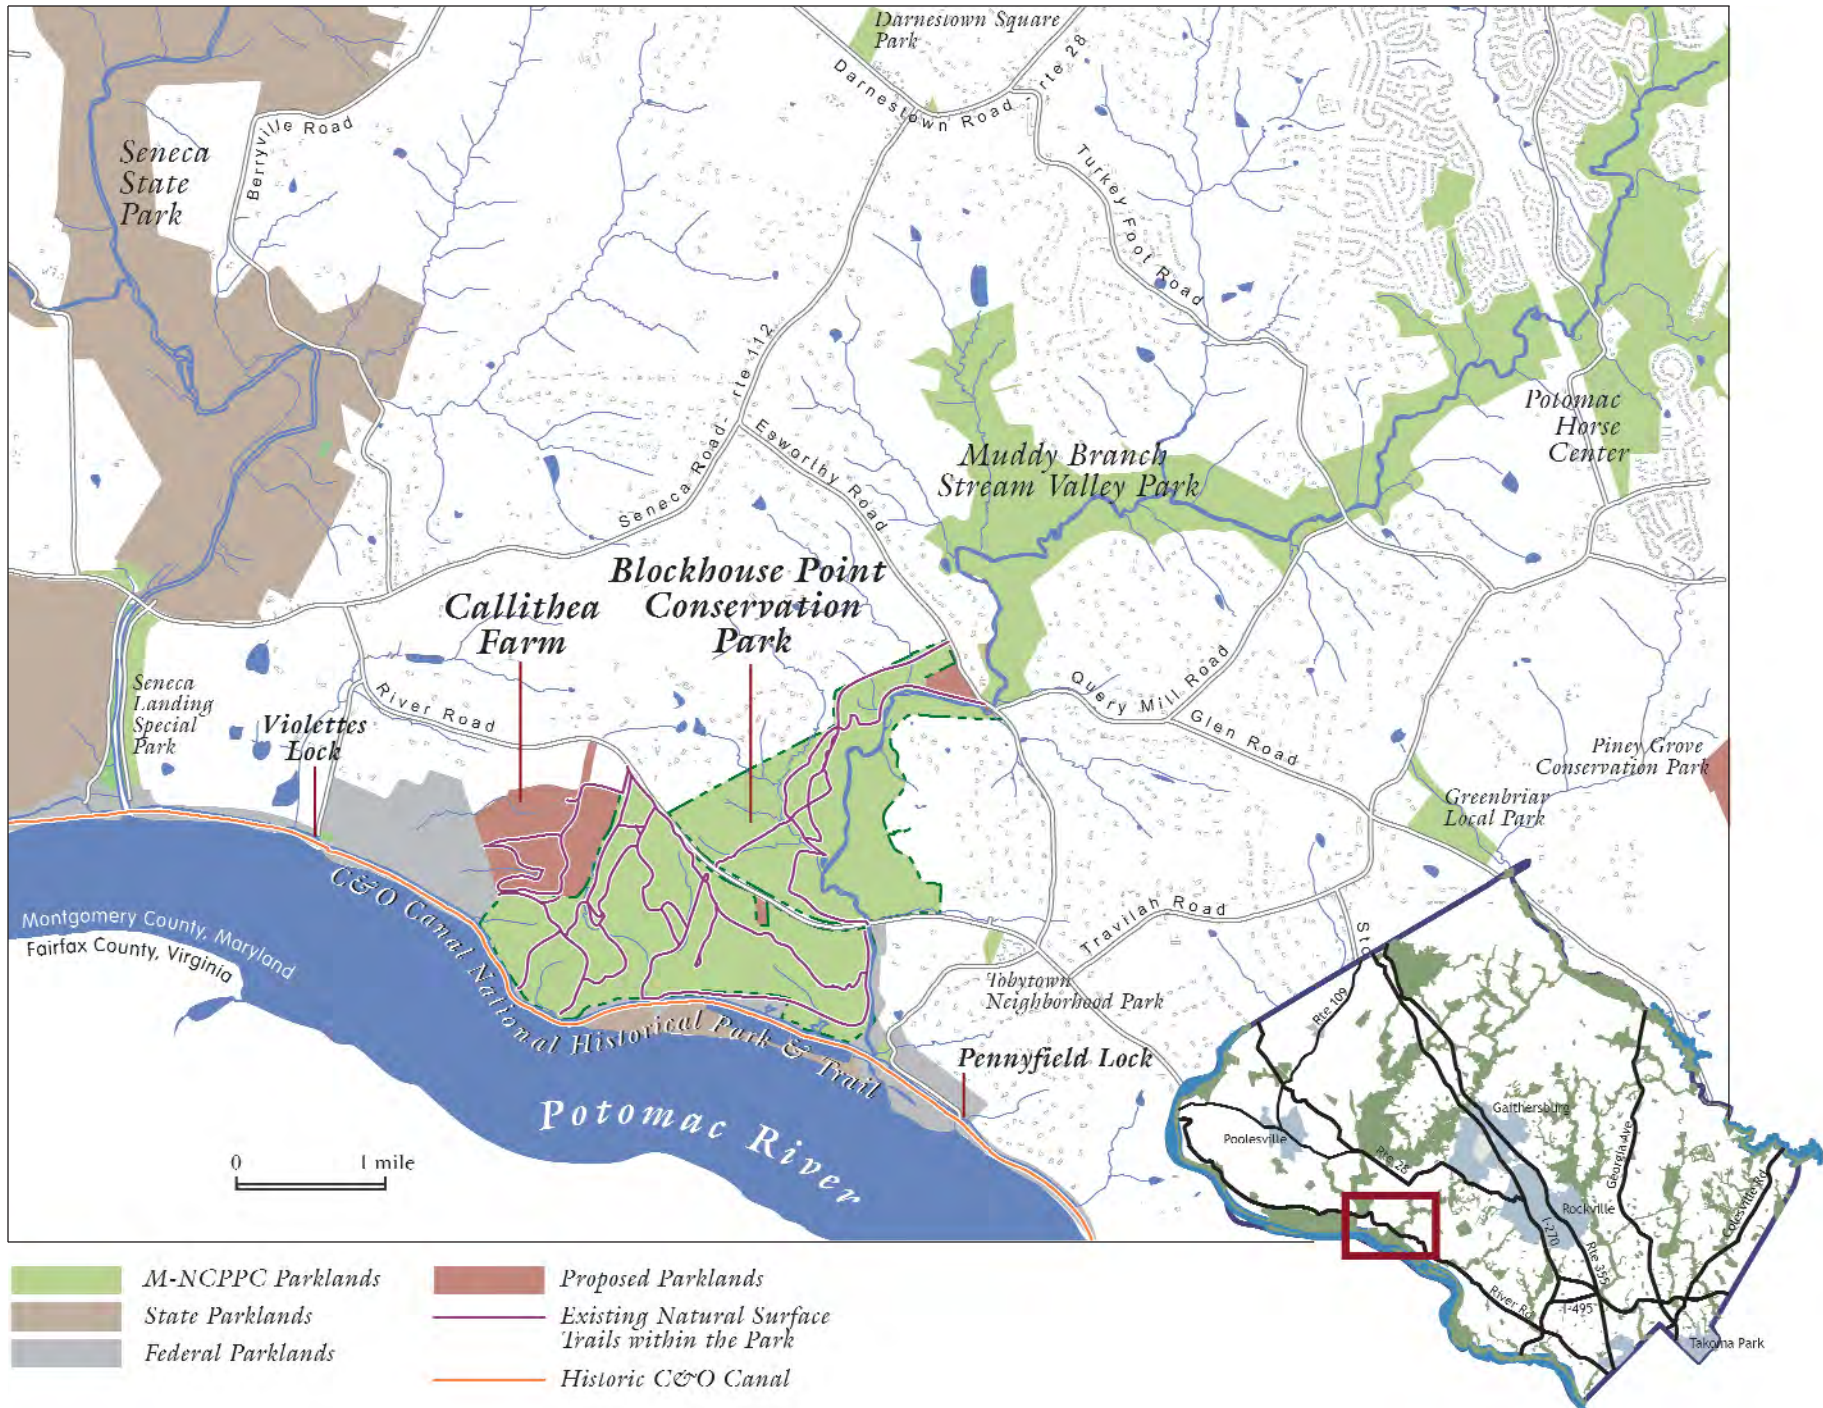 Darnestown Square
Park
Darnestown Road - rte 28
Seneca
State
Park
Berryville Road
Turkey Foot Road
Seneca Road - rte 112
Esworthy Road
Potomac
Horse
Center
Muddy Branch
Stream Valley Park
Blockhouse Point
Conservation
Park
Callithea
Farm
Seneca
Landing
Special
Park
Violettes
Lock
River Road
Query Mill Road
Glen Road
Piney Grove
Conservation Park
Greenbriar
Local Park
Travilah Road
Sto
Tobytown
Neighborhood Park
C&O Canal National Historical Park & Trail
Montgomery County, Maryland
Fairfax County, Virginia
Pennyfield Lock
Potomac River
0 1 mile
Rte 109
Gaithersburg
Poolesville
Rte 28
Georgia Ave
Rockville
Colesville Rd
I-270
Rte 355
River Rd
I-495
Takoma Park
M-NCPPC Parklands
State Parklands
Federal Parklands
Proposed Parklands
Existing Natural Surface
Trails within the Park
Historic C&O Canal